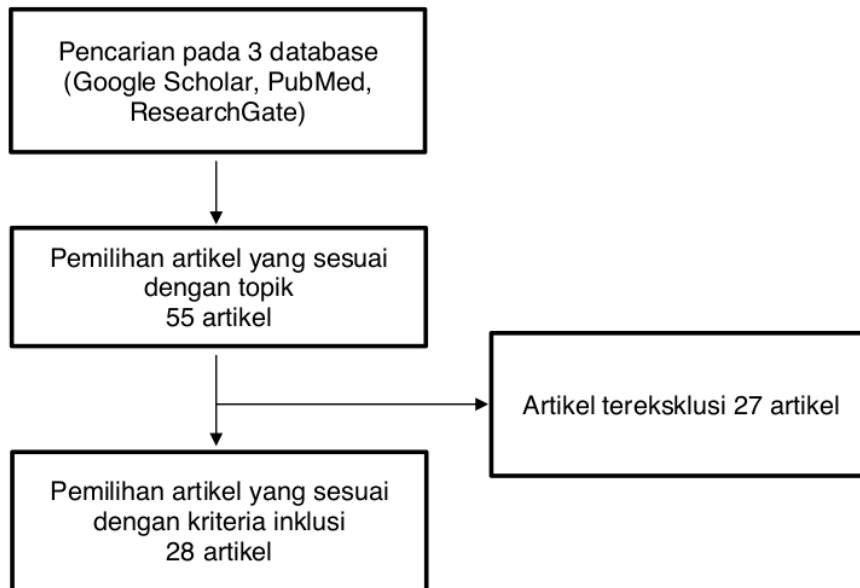 Pencarian pada 3 database
(Google Scholar, PubMed,
ResearchGate)
Pemilihan artikel yang sesuai
dengan topik
55 artikel
Artikel tereksklusi 27 artikel
Pemilihan artikel yang sesuai
dengan kriteria inklusi
28 artikel